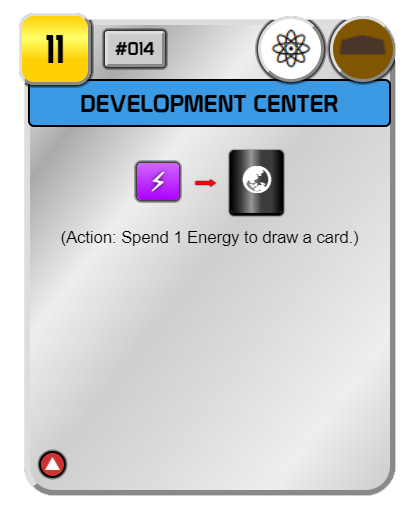 11
#014
DEVELOPMENT CENTER
(Action: Spend 1 Energy to draw a card.)